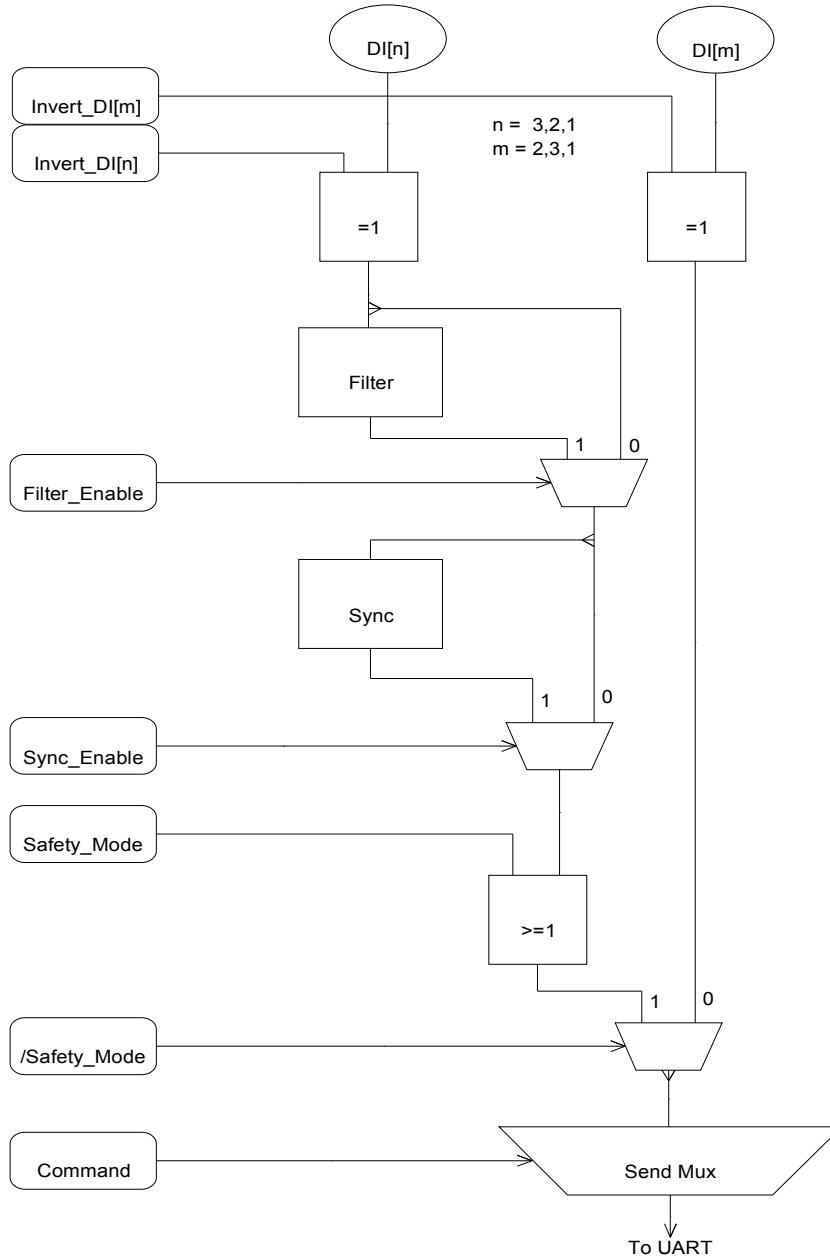 DI[n]
DI[m]
Invert_DI[m]
n = 3,2,1
m = 2,3,1
Invert_DI[n]
=1
=1
Filter
1
0
Filter_Enable
Sync
1
0
Sync_Enable
Safety_Mode
>=1
1
0
/Safety_Mode
Command
Send Mux
To UART